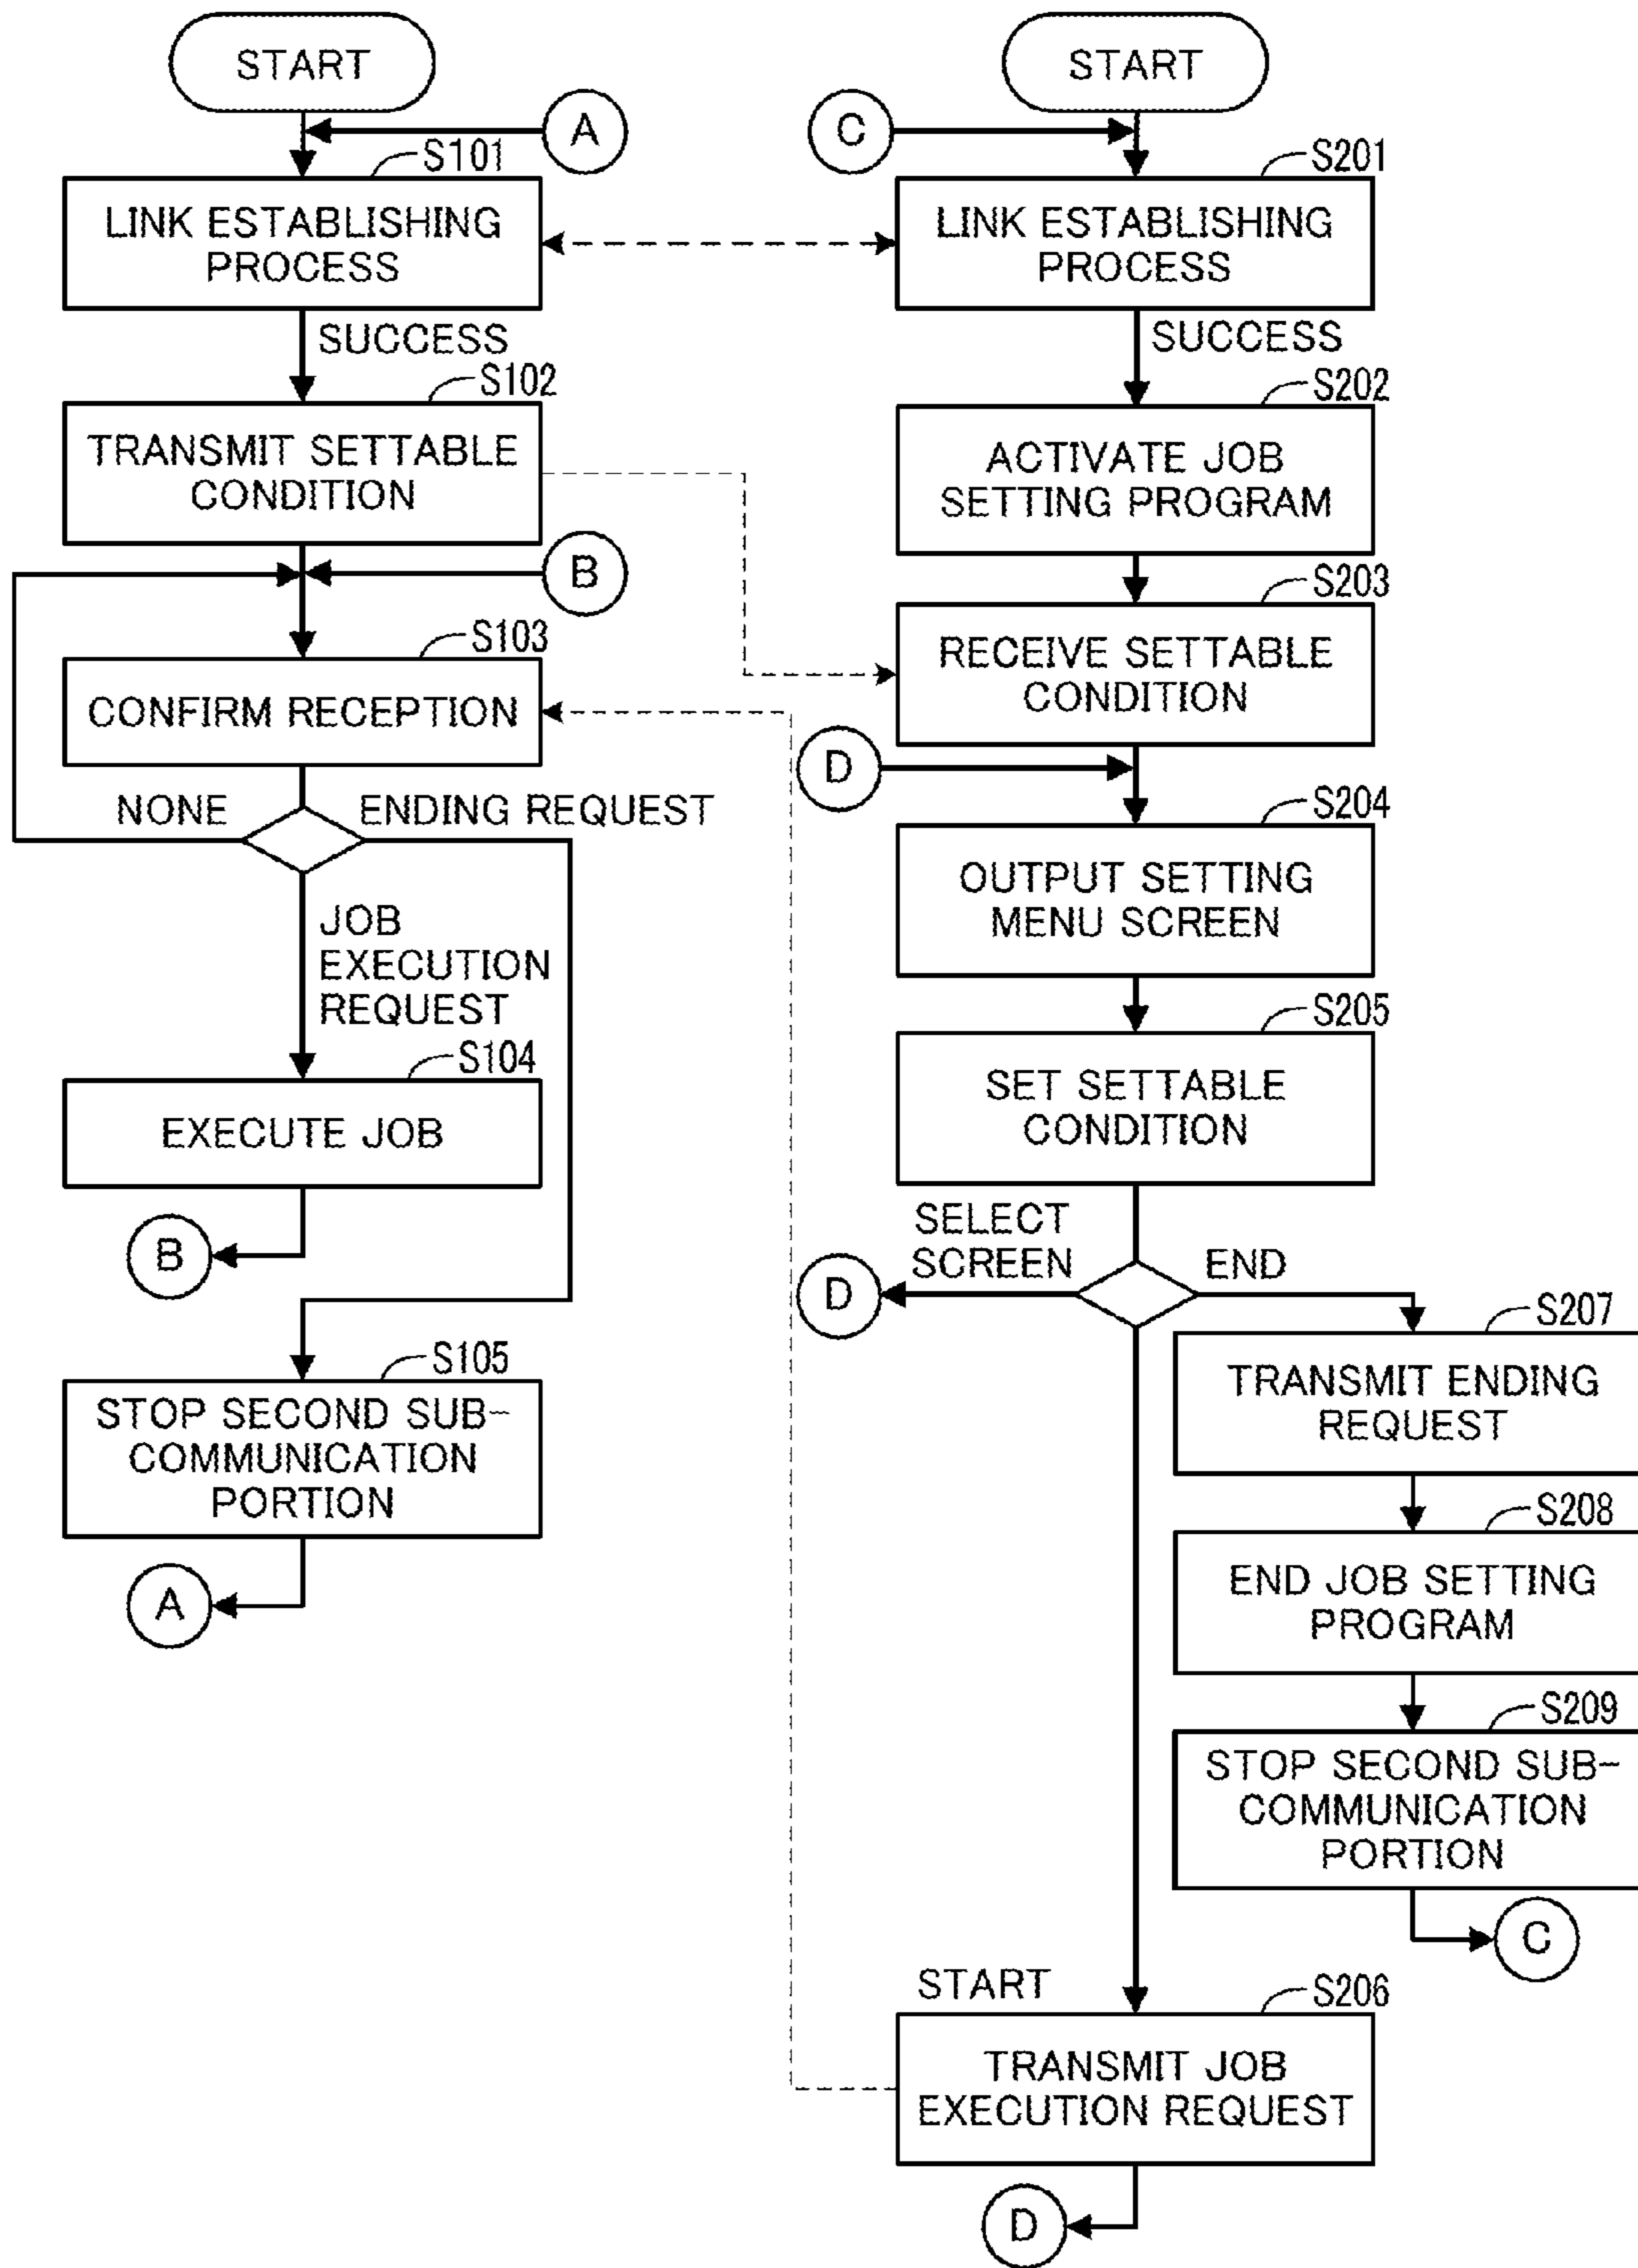 START
A
S101
LINK ESTABLISHING
PROCESS
SUCCESS
S102
TRANSMIT SETTABLE
CONDITION
B
S103
CONFIRM RECEPTION
NONE
ENDING REQUEST
JOB
EXECUTION
REQUEST
S104
EXECUTE JOB
B
S105
STOP SECOND SUB-
COMMUNICATION
PORTION
A
START
C
S201
LINK ESTABLISHING
PROCESS
SUCCESS
S202
ACTIVATE JOB
SETTING PROGRAM
S203
RECEIVE SETTABLE
CONDITION
D
S204
OUTPUT SETTING
MENU SCREEN
S205
SET SETTABLE
CONDITION
SELECT
SCREEN
END
D
S207
TRANSMIT ENDING
REQUEST
S208
END JOB SETTING
PROGRAM
S209
STOP SECOND SUB-
COMMUNICATION
PORTION
C
START
S206
TRANSMIT JOB
EXECUTION REQUEST
D